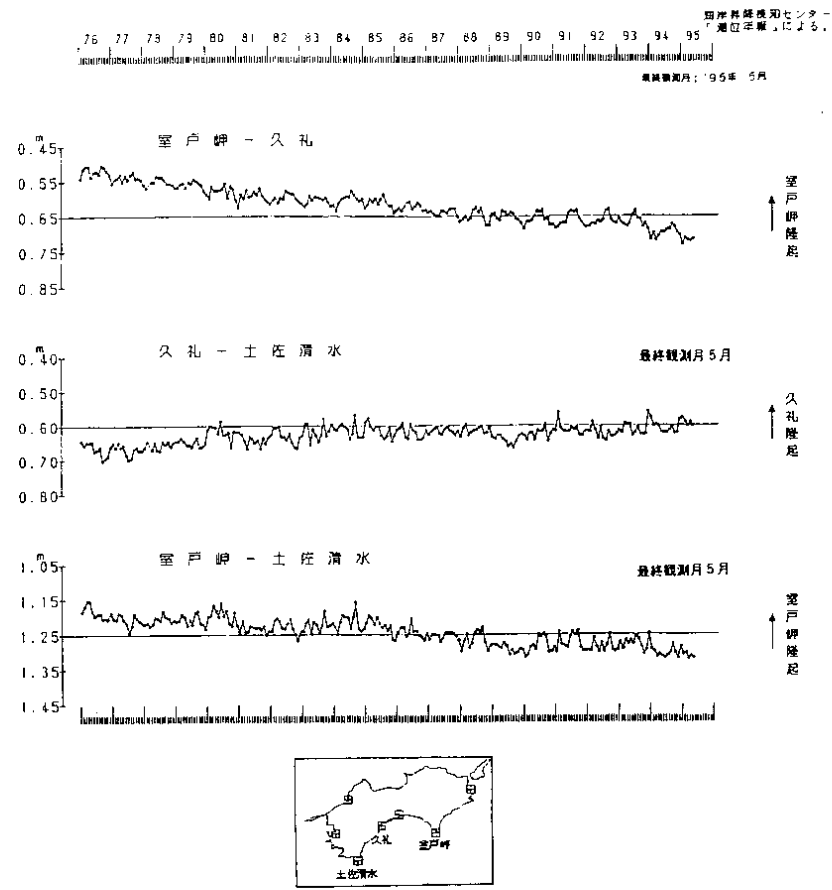 海岸昇降検知センター
「潮位年報」による。
76 77 78 79 80 81 82 83 84 85 86 87 88 89 90 91 92 93 94 95
最終観測月; '95年 5月
室戸岬－久礼
m
0.45
0.55
0.65
0.75
0.85
室戸岬隆起
久礼－土佐清水
最終観測月5月
m
0.40
0.50
0.60
0.70
0.80
久礼隆起
室戸岬－土佐清水
最終観測月5月
m
1.05
1.15
1.25
1.35
1.45
室戸岬隆起
久礼
室戸岬
土佐清水